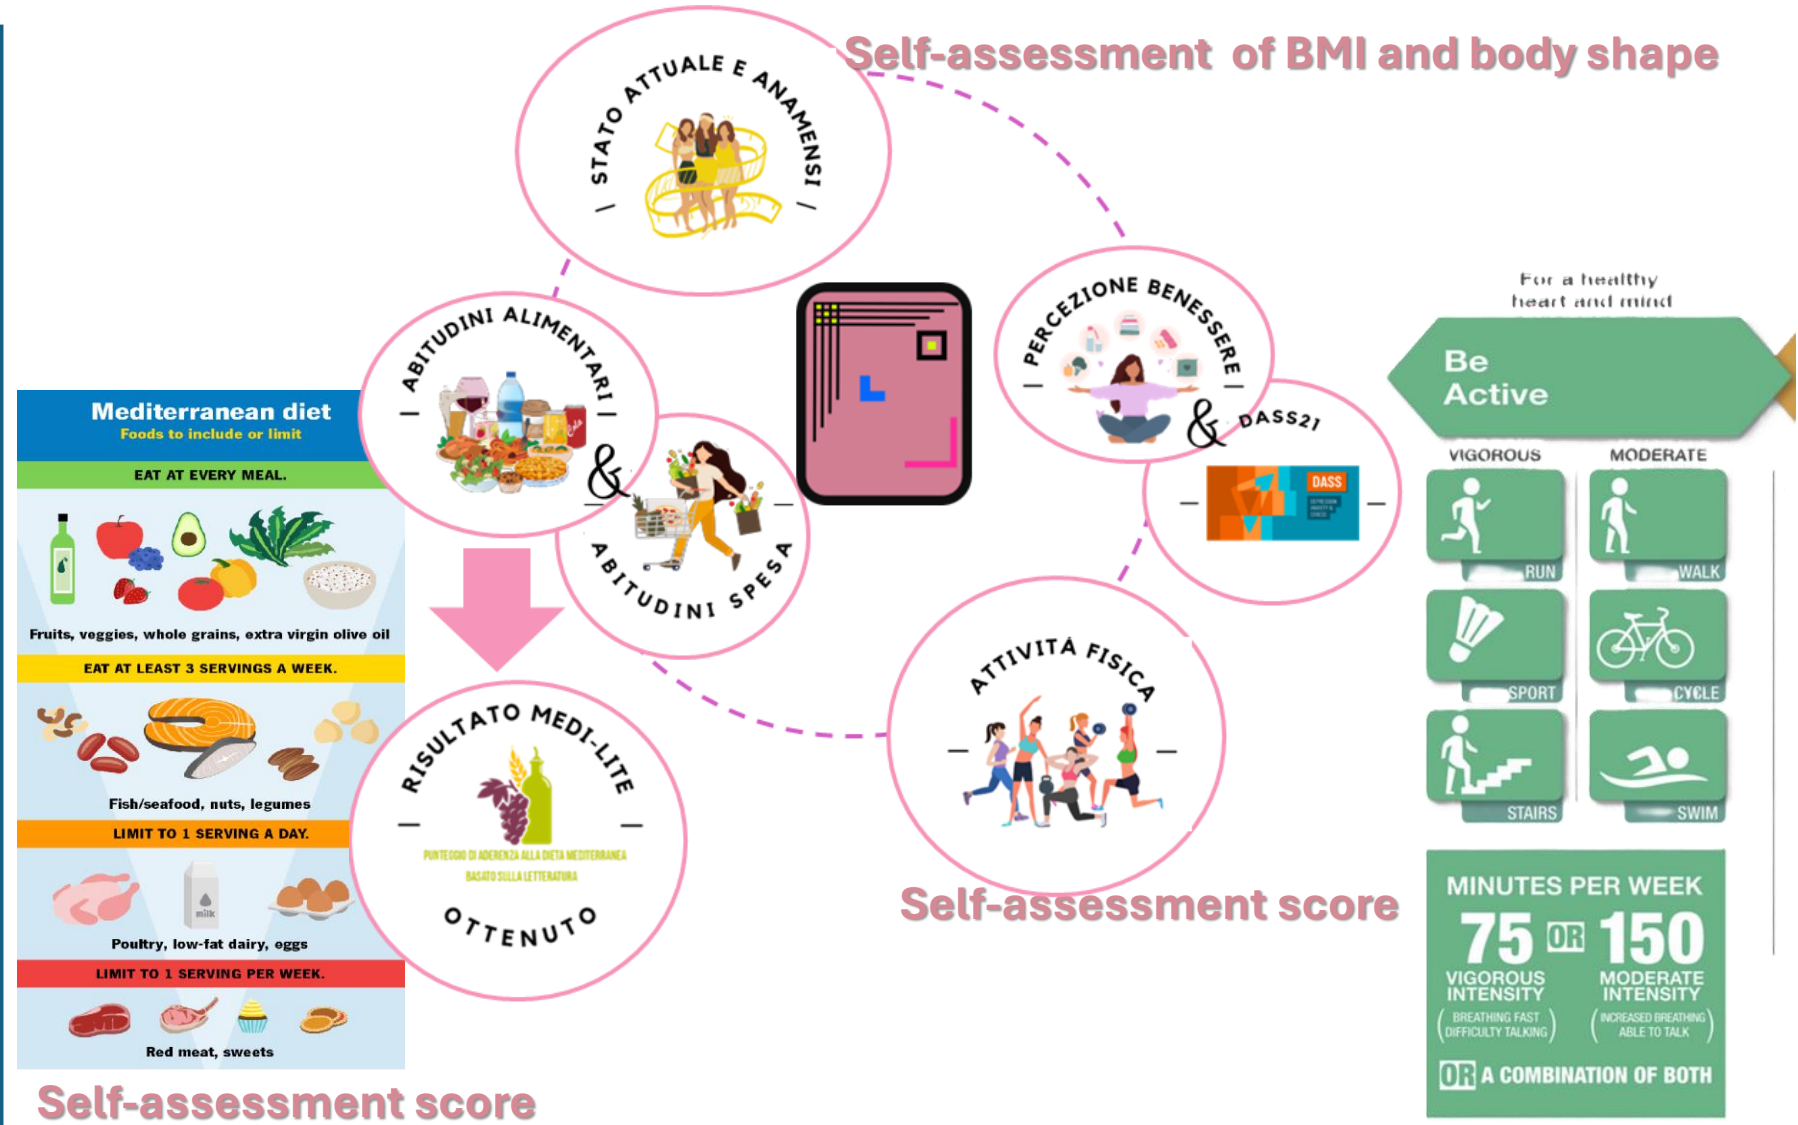 Self-assessment of BMI and body shape
STATO ATTUALE E ANAMENSI
ABITUDINI ALIMENTARI
&
ABITUDINI SPESA
PERCEZIONE BENESSERE
&
DASS21
DASS
DEPRESSION
ANXIETY &
STRESS
Mediterranean diet
Foods to include or limit
EAT AT EVERY MEAL.
Fruits, veggies, whole grains, extra virgin olive oil
EAT AT LEAST 3 SERVINGS A WEEK.
Fish/seafood, nuts, legumes
LIMIT TO 1 SERVING A DAY.
milk
Poultry, low-fat dairy, eggs
LIMIT TO 1 SERVING PER WEEK.
Red meat, sweets
Self-assessment score
RISULTATO MEDI-LITE
PUNTEGGIO DI ADERENZA ALLA DIETA MEDITERRANEA
BASATO SULLA LETTERATURA
OTTENUTO
ATTIVITÀ FISICA
Self-assessment score
For a healthy
heart and mind
Be
Active
VIGOROUS
MODERATE
RUN
WALK
SPORT
CYCLE
STAIRS
SWIM
MINUTES PER WEEK
75 OR 150
VIGOROUS
INTENSITY
(BREATHING FAST
DIFFICULTY TALKING)
MODERATE
INTENSITY
(INCREASED BREATHING
ABLE TO TALK)
OR A COMBINATION OF BOTH